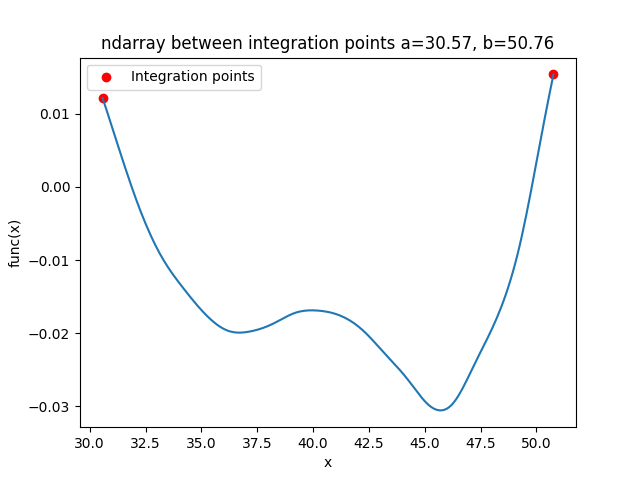 ndarray between integration points a=30.57, b=50.76
Integration points
0.01
0.00
−0.01
−0.02
−0.03
func(x)
30.0 32.5 35.0 37.5 40.0 42.5 45.0 47.5 50.0
x